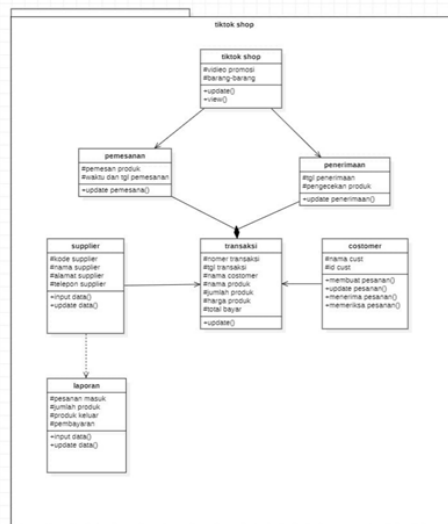 tiktok shop
tiktok shop
#vidieo promosi
#barang-barang
+update()
+view()
pemesanan
#pemesan produk
#waktu dan tgl pemesanan
+update pemesana()
penerimaan
#tgl penerimaan
#pengecekan produk
+update penerimaan()
supplier
#kode supplier
#nama supplier
#alamat supplier
#telepon supplier
+input data()
+update data()
transaksi
#nomer transaksi
#tgl transaksi
#nama costomer
#nama produk
#jumlah produk
#harga produk
#total bayar
+update()
costomer
#nama cust
#id cust
+membuat pesanan()
+update pesanan()
+menerima pesanan()
+memeriksa pesanan()
laporan
#pesanan masuk
#jumlah produk
#produk keluar
#pembayaran
+input data()
+update data()